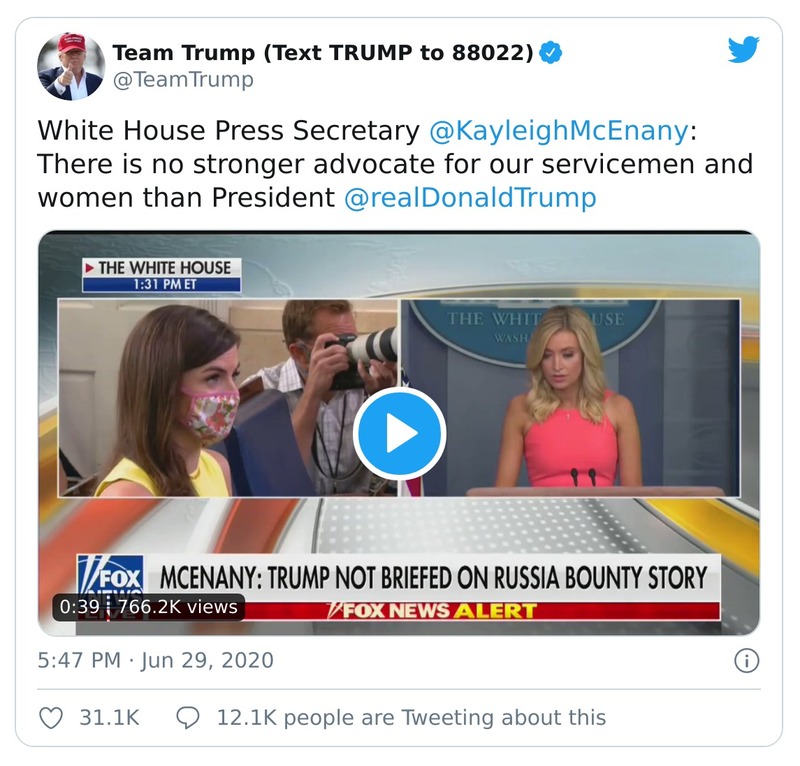 Team Trump (Text TRUMP to 88022)
@TeamTrump
White House Press Secretary @KayleighMcEnany:
There is no stronger advocate for our servicemen and
women than President @realDonaldTrump
THE WHITE HOUSE
1:31 PM ET
THE WHIT USE
WASH
FOX
NEWS
MCENANY: TRUMP NOT BRIEFED ON RUSSIA BOUNTY STORY
FOX NEWS ALERT
0:39 766.2K views
5:47 PM · Jun 29, 2020
31.1K
12.1K people are Tweeting about this